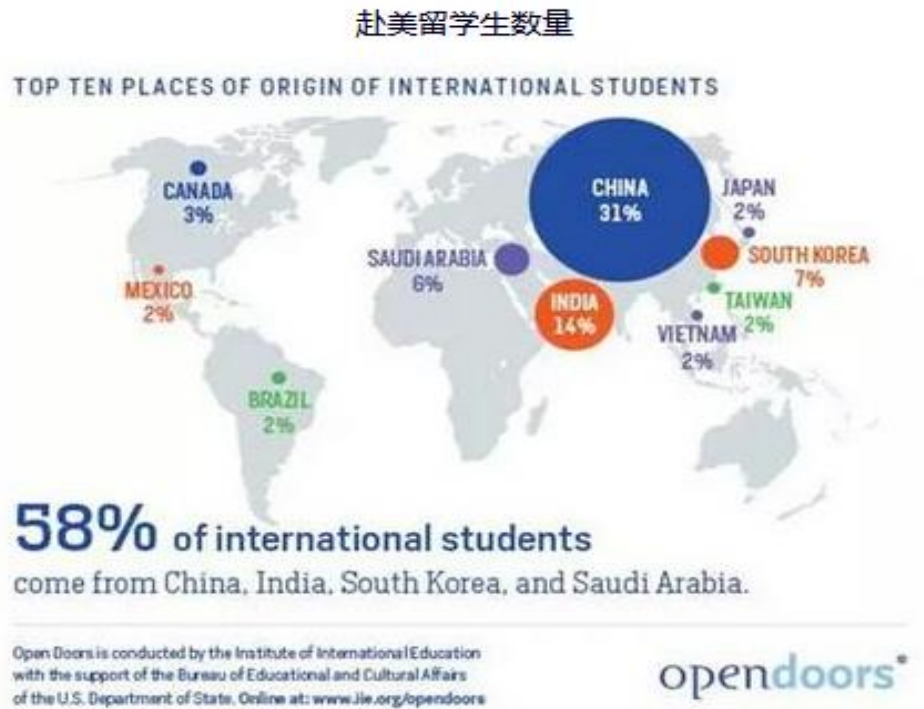 赴美留学生数量
TOP TEN PLACES OF ORIGIN OF INTERNATIONAL STUDENTS
CANADA
3%
CHINA
31%
JAPAN
2%
SAUDI ARABIA
6%
SOUTH KOREA
7%
MEXICO
2%
INDIA
14%
TAIWAN
2%
VIETNAM
2%
BRAZIL
2%
58% of international students
come from China, India, South Korea, and Saudi Arabia.
Open Doors is conducted by the Institute of International Education
with the support of the Bureau of Educational and Cultural Affairs
of the U.S. Department of State. Online at: www.iie.org/opendoors
opendoors®